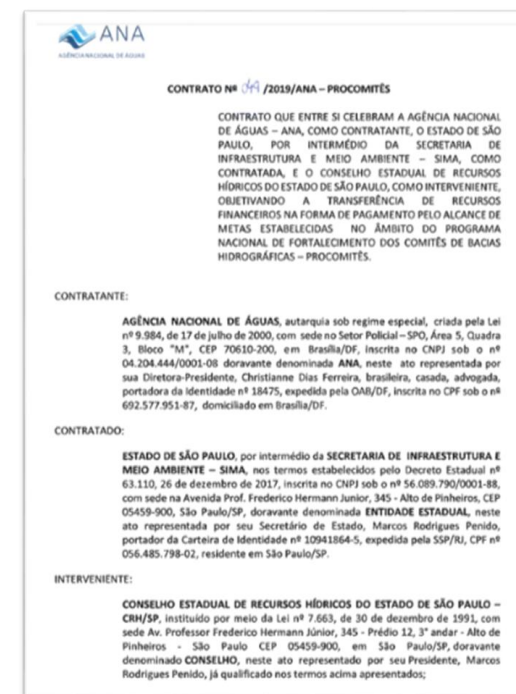 ANA
AGÊNCIA NACIONAL DE ÁGUAS
CONTRATO Nº /2019/ANA – PROCOMITÊS
CONTRATO QUE ENTRE SI CELEBRAM A AGÊNCIA NACIONAL
DE ÁGUAS – ANA, COMO CONTRATANTE, O ESTADO DE SÃO
PAULO, POR INTERMÉDIO DA SECRETARIA DE
INFRAESTRUTURA E MEIO AMBIENTE – SIMA, COMO
CONTRATADA, E O CONSELHO ESTADUAL DE RECURSOS
HÍDRICOS DO ESTADO DE SÃO PAULO, COMO INTERVENIENTE,
OBJETIVANDO A TRANSFERÊNCIA DE RECURSOS
FINANCEIROS NA FORMA DE PAGAMENTO PELO ALCANCE DE
METAS ESTABELECIDAS NO ÂMBITO DO PROGRAMA
NACIONAL DE FORTALECIMENTO DOS COMITÊS DE BACIAS
HIDROGRÁFICAS – PROCOMITÊS.
CONTRATANTE:
AGÊNCIA NACIONAL DE ÁGUAS, autarquia sob regime especial, criada pela Lei
nº 9.984, de 17 de julho de 2000, com sede no Setor Policial – SPO, Área 5, Quadra
3, Bloco "M", CEP 70610-200, em Brasília/DF, inscrita no CNPJ sob o nº
04.204.444/0001-08 doravante denominada ANA, neste ato representada por
sua Diretora-Presidente, Christianne Dias Ferreira, brasileira, casada, advogada,
portadora da Identidade nº 18475, expedida pela OAB/DF, inscrita no CPF sob o nº
692.577.951-87, domiciliado em Brasília/DF.
CONTRATADO:
ESTADO DE SÃO PAULO, por intermédio da SECRETARIA DE INFRAESTRUTURA E
MEIO AMBIENTE – SIMA, nos termos estabelecidos pelo Decreto Estadual nº
63.110, 26 de dezembro de 2017, inscrita no CNPJ sob o nº 56.089.790/0001-88,
com sede na Avenida Prof. Frederico Hermann Junior, 345 - Alto de Pinheiros, CEP
05459-900, São Paulo/SP, doravante denominada ENTIDADE ESTADUAL, neste
ato representada por seu Secretário de Estado, Marcos Rodrigues Penido,
portador da Carteira de Identidade nº 10941864-5, expedida pela SSP/RJ, CPF nº
056.485.798-02, residente em São Paulo/SP.
INTERVENIENTE:
CONSELHO ESTADUAL DE RECURSOS HÍDRICOS DO ESTADO DE SÃO PAULO –
CRH/SP, instituído por meio da Lei nº 7.663, de 30 de dezembro de 1991, com
sede Av. Professor Frederico Hermann Júnior, 345 - Prédio 12, 3° andar - Alto de
Pinheiros - São Paulo CEP 05459-900, em São Paulo/SP, doravante
denominado CONSELHO, neste ato representado por seu Presidente, Marcos
Rodrigues Penido, já qualificado nos termos acima apresentados;